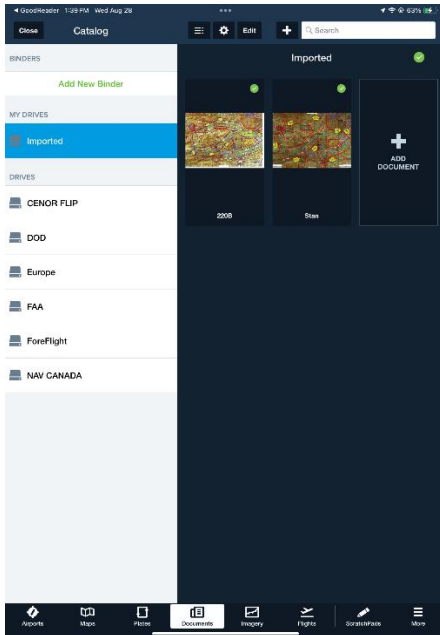 GoodReader 1:39 PM Wed Aug 28 63%
Close Catalog Edit Search
BINDERS Imported
Add New Binder
MY DRIVES
Imported
ADD
DOCUMENT
DRIVES
CENOR FLIP
220B Stan
DOD
Europe
FAA
ForeFlight
NAV CANADA
Airports Maps Plates Documents Imagery Flights ScratchPads More